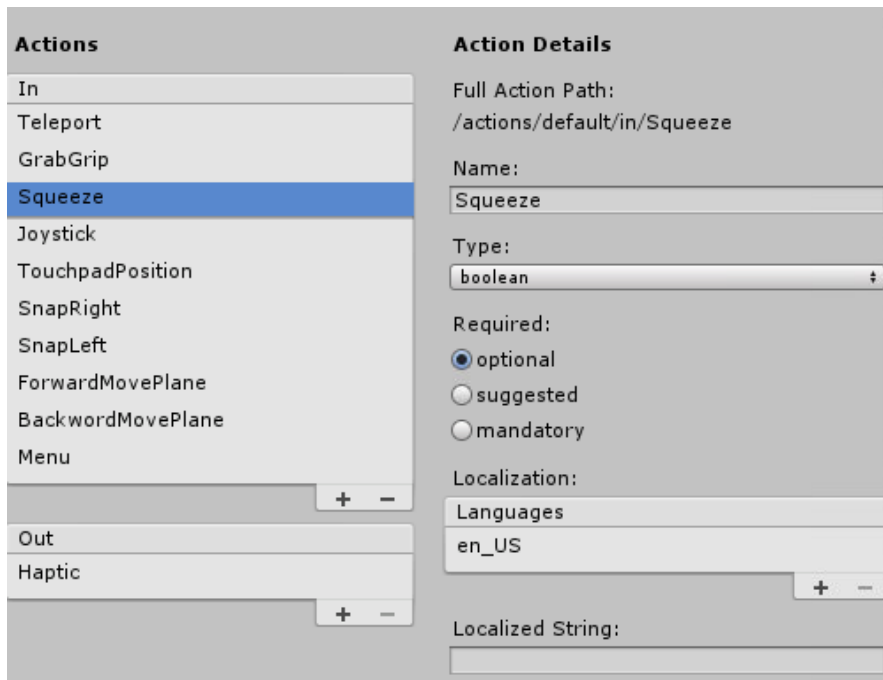 Actions
In
Teleport
GrabGrip
Squeeze
Joystick
TouchpadPosition
SnapRight
SnapLeft
ForwardMovePlane
BackwordMovePlane
Menu
+ −
Out
Haptic
+ −
Action Details
Full Action Path:
/actions/default/in/Squeeze
Name:
Squeeze
Type:
boolean
Required:
optional
suggested
mandatory
Localization:
Languages
en_US
+ −
Localized String: